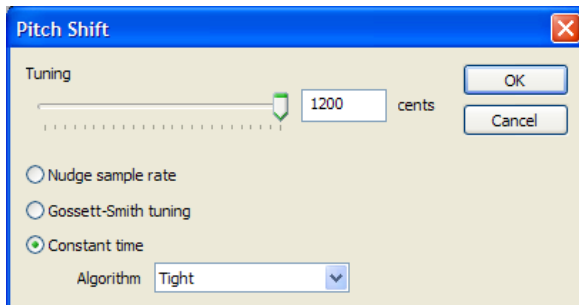 Pitch Shift
Tuning
1200 cents
OK
Cancel
Nudge sample rate
Gossett-Smith tuning
Constant time
Algorithm Tight